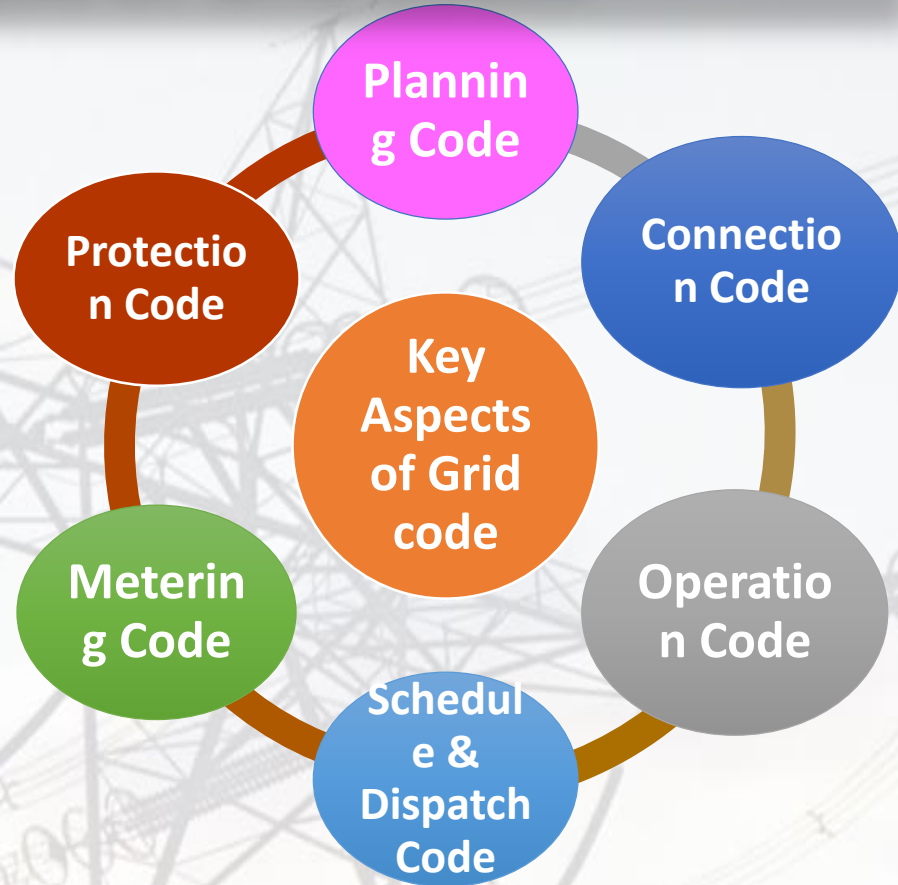 Plannin
g Code
Connectio
n Code
Operatio
n Code
Schedul
e &
Dispatch
Code
Meterin
g Code
Protectio
n Code
Key
Aspects
of Grid
code